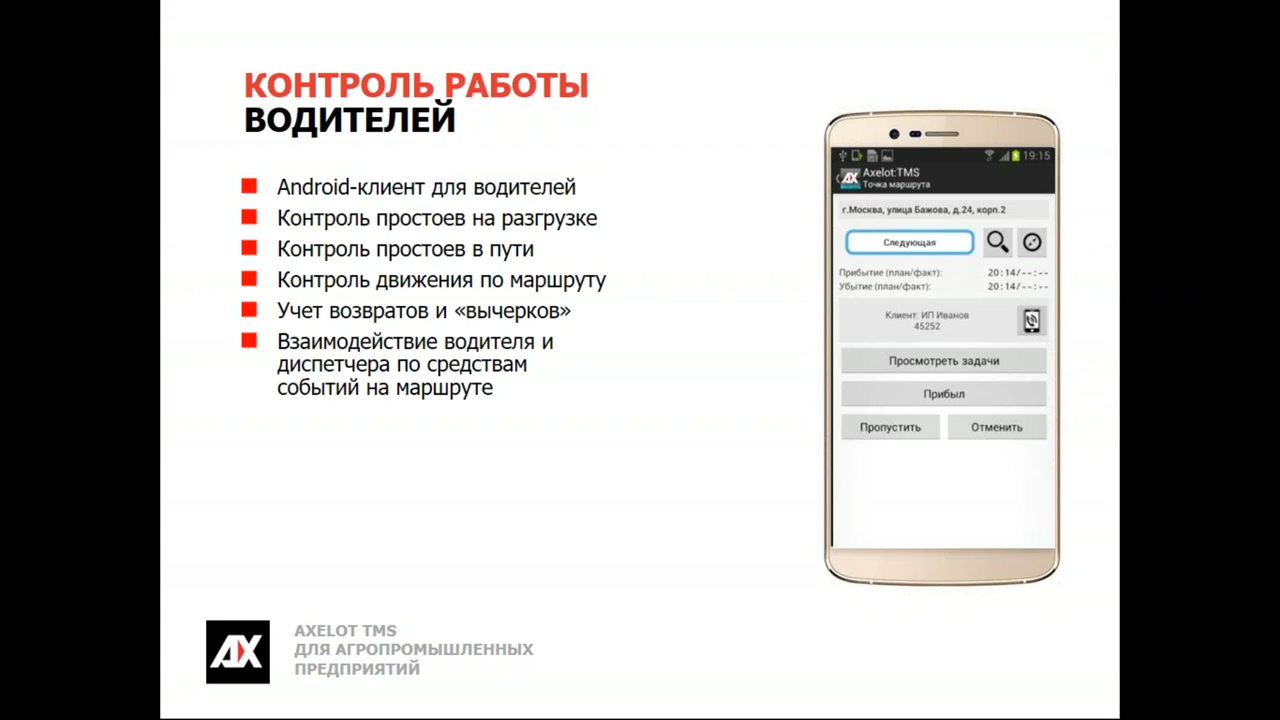 КОНТРОЛЬ РАБОТЫ
ВОДИТЕЛЕЙ
Android-клиент для водителей
Контроль простоев на разгрузке
Контроль простоев в пути
Контроль движения по маршруту
Учет возвратов и «вычерков»
Взаимодействие водителя и
диспетчера по средствам
событий на маршруте
19:15
Axelot:TMS
Точка маршрута
г.Москва, улица Бажова, д.24, корп.2
Следующая
Прибытие (план/факт): 20:14/--:--
Убытие (план/факт): 20:14/--:--
Клиент: ИП Иванов
45252
Просмотреть задачи
Прибыл
Пропустить Отменить
AX
AXELOT TMS
ДЛЯ АГРОПРОМЫШЛЕННЫХ
ПРЕДПРИЯТИЙ